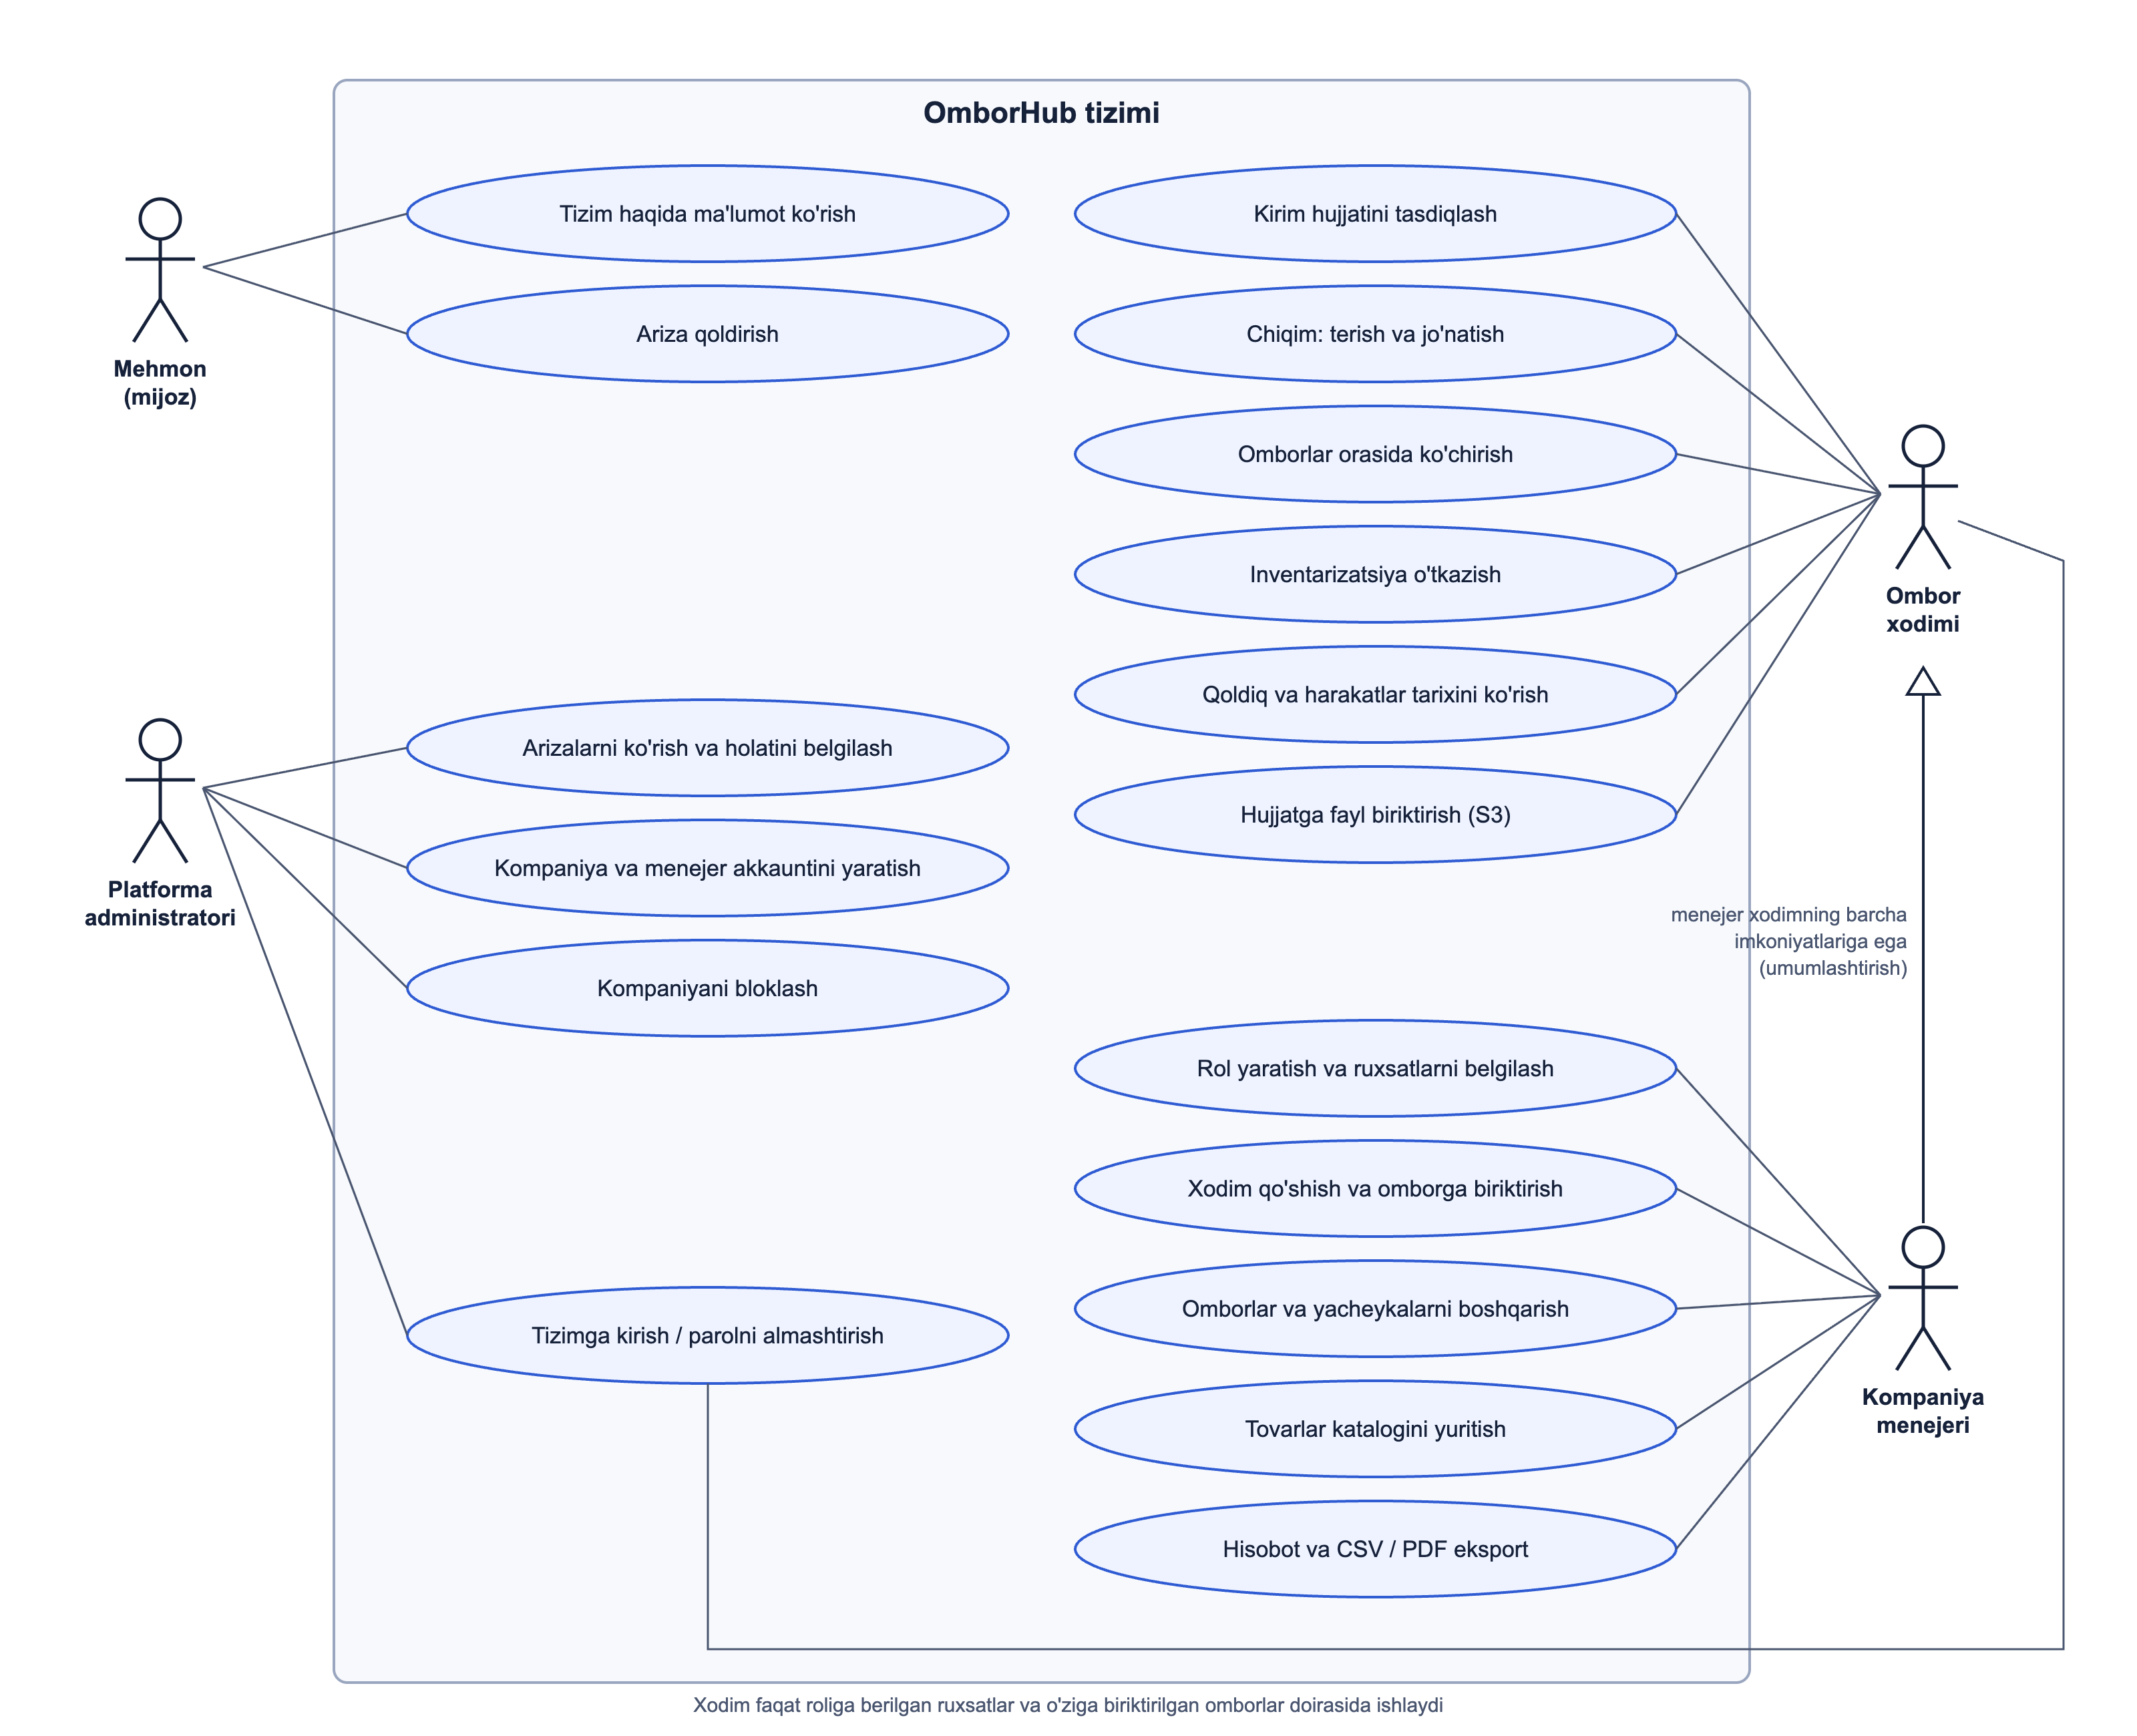 OmborHub tizimi
Tizim haqida ma'lumot ko'rish
Ariza qoldirish
Mehmon
(mijoz)
Arizalarni ko'rish va holatini belgilash
Kompaniya va menejer akkauntini yaratish
Kompaniyani bloklash
Platforma
administratori
Tizimga kirish / parolni almashtirish
Kirim hujjatini tasdiqlash
Chiqim: terish va jo'natish
Omborlar orasida ko'chirish
Inventarizatsiya o'tkazish
Qoldiq va harakatlar tarixini ko'rish
Hujjatga fayl biriktirish (S3)
Ombor
xodimi
menejer xodimning barcha
imkoniyatlariga ega
(umumlashtirish)
Rol yaratish va ruxsatlarni belgilash
Xodim qo'shish va omborga biriktirish
Omborlar va yacheykalarni boshqarish
Tovarlar katalogini yuritish
Hisobot va CSV / PDF eksport
Kompaniya
menejeri
Xodim faqat roliga berilgan ruxsatlar va o'ziga biriktirilgan omborlar doirasida ishlaydi